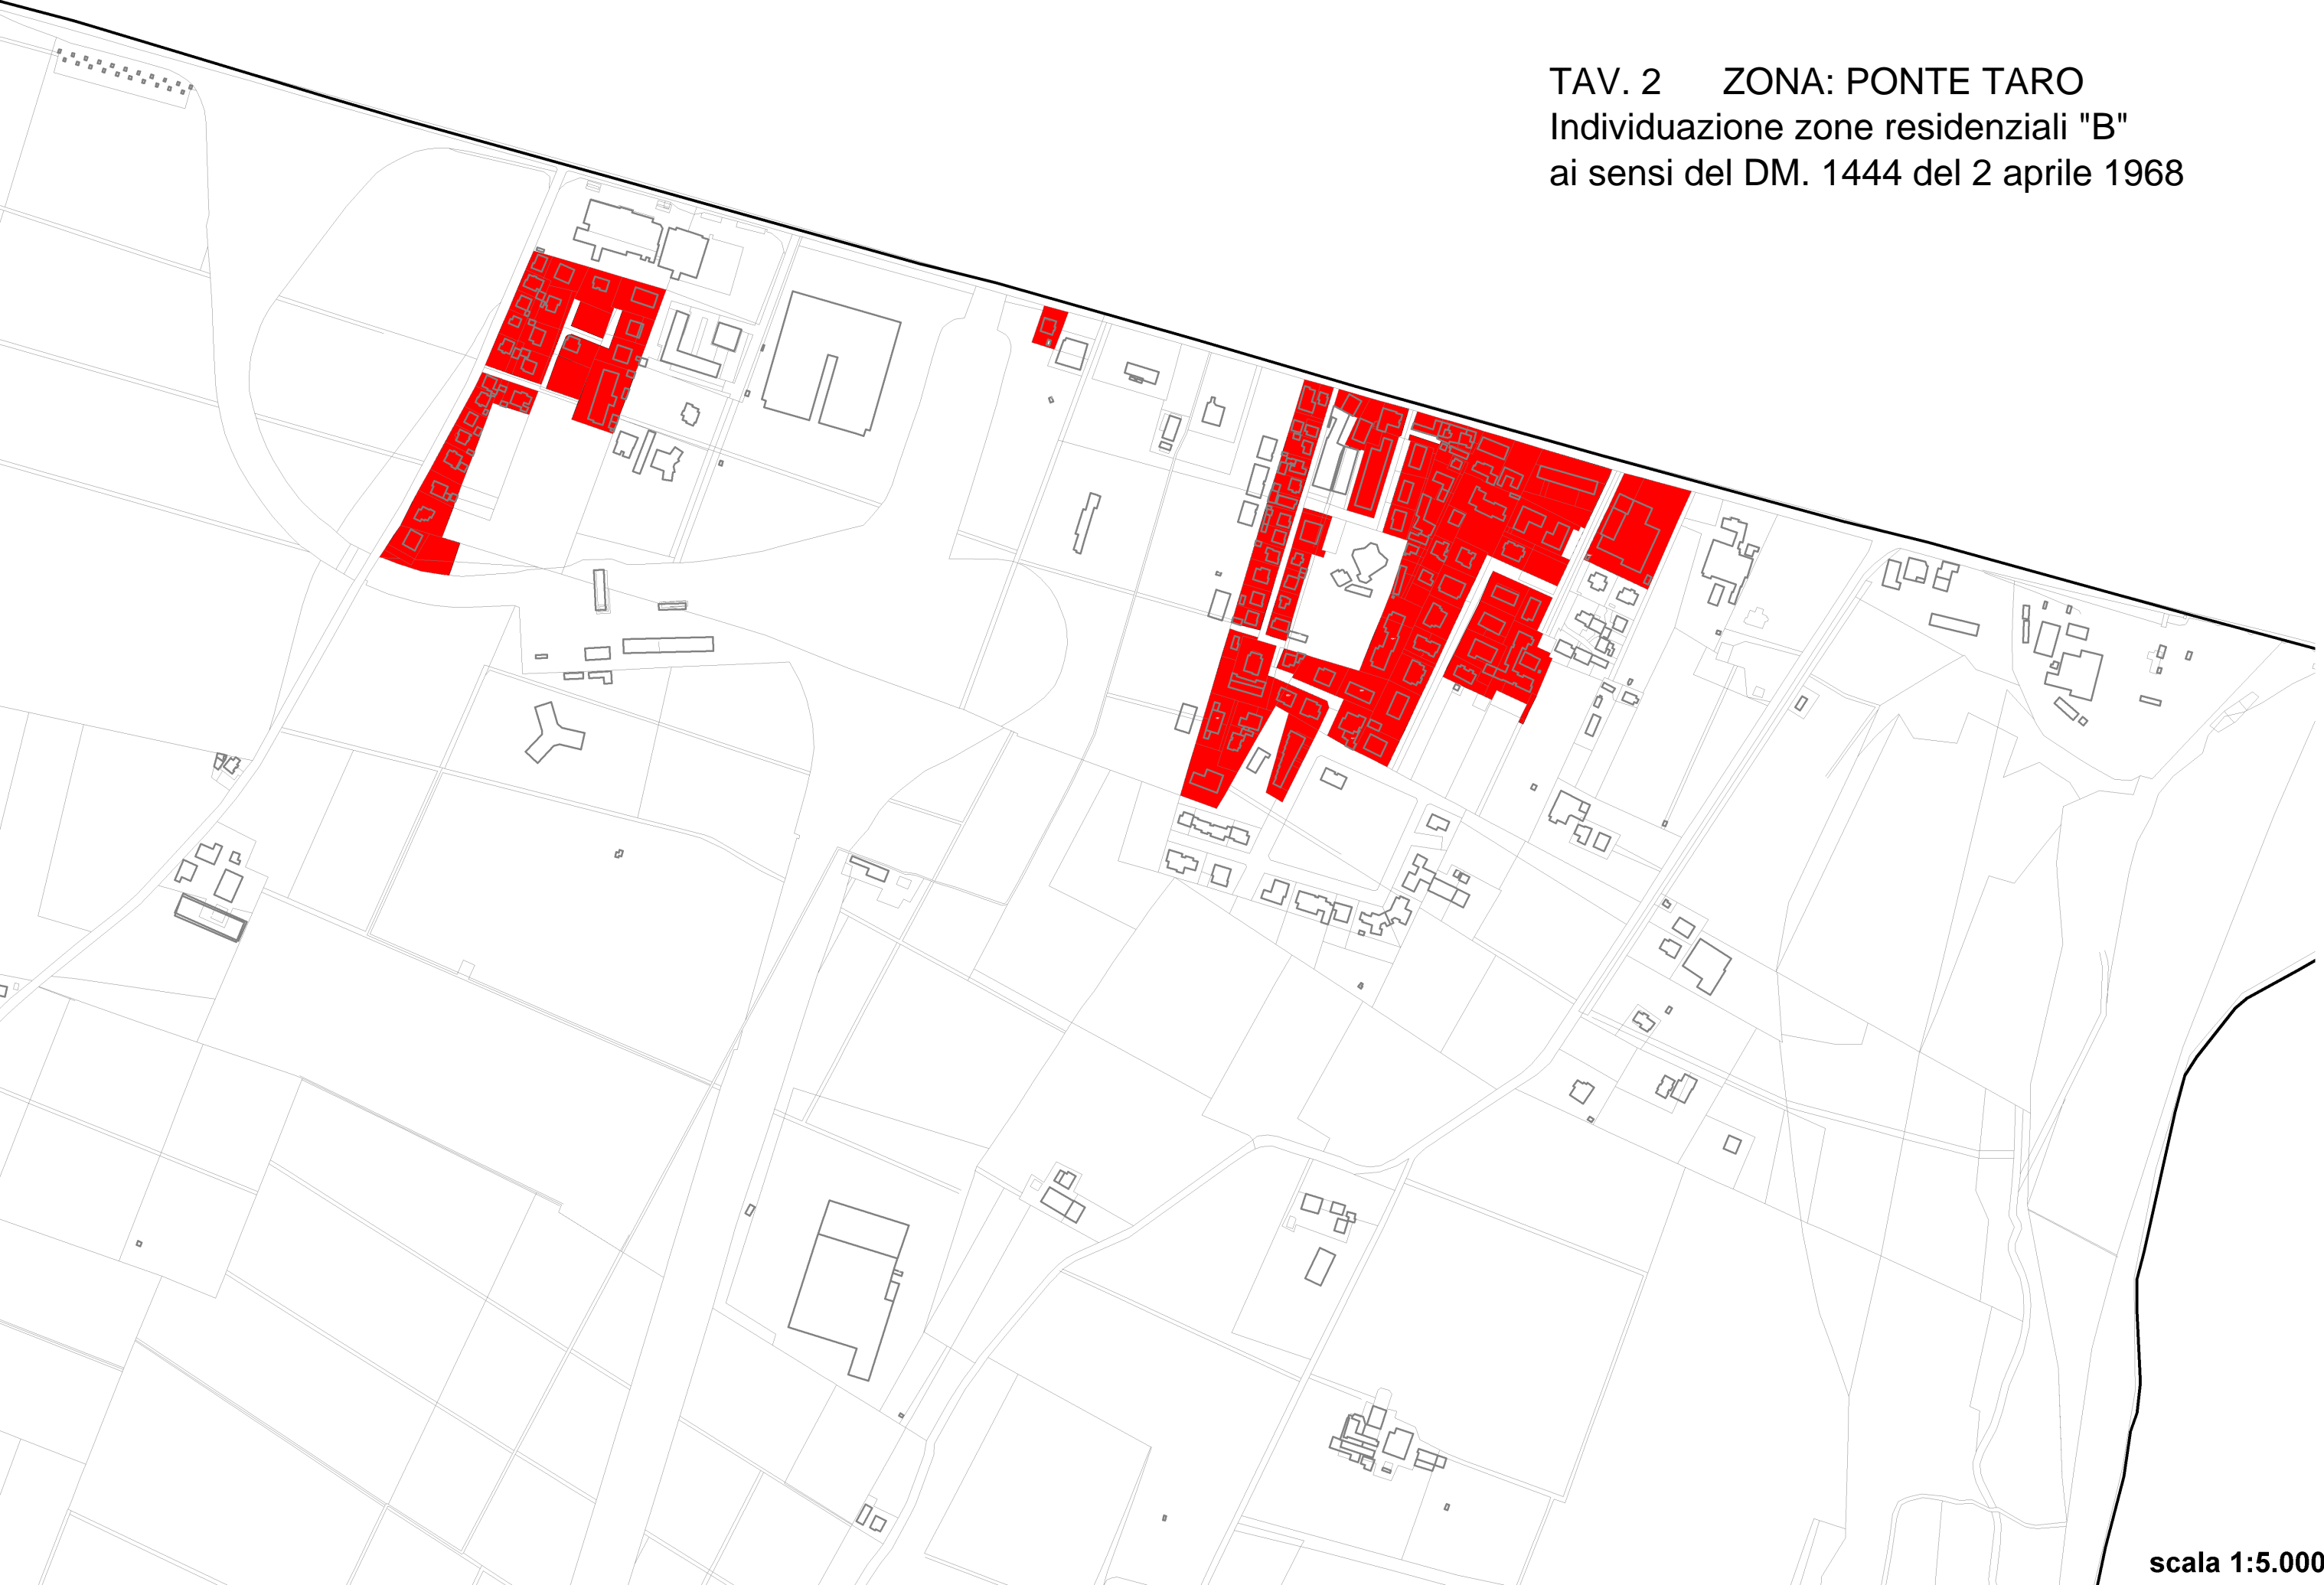 TAV. 2 ZONA: PONTE TARO
Individuazione zone residenziali "B"
ai sensi del DM. 1444 del 2 aprile 1968
scala 1:5.000